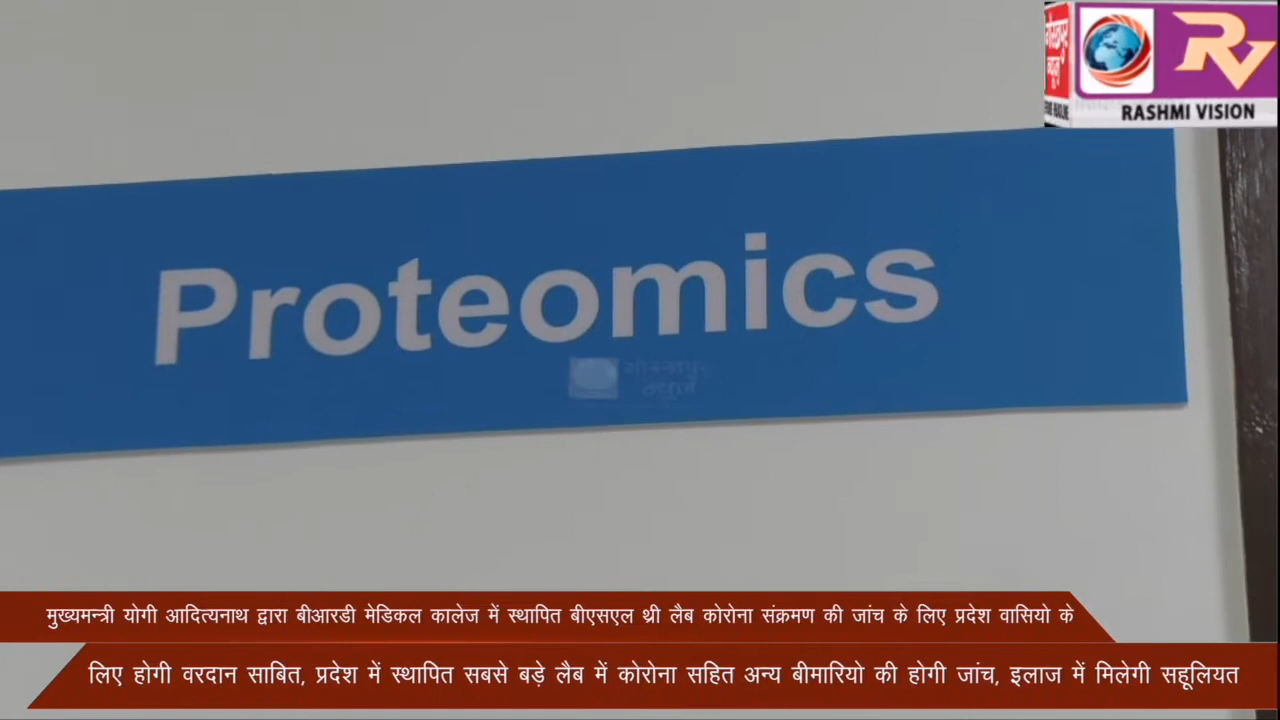 RASHMI VISION
Proteomics
मुख्यमन्त्री योगी आदित्यनाथ द्वारा बीआरडी मेडिकल कालेज में स्थापित बीएसएल थ्री लैब कोरोना संक्रमण की जांच के लिए प्रदेश वासियो के
लिए होगी वरदान साबित, प्रदेश में स्थापित सबसे बड़े लैब में कोरोना सहित अन्य बीमारियो की होगी जांच, इलाज में मिलेगी सहूलियत